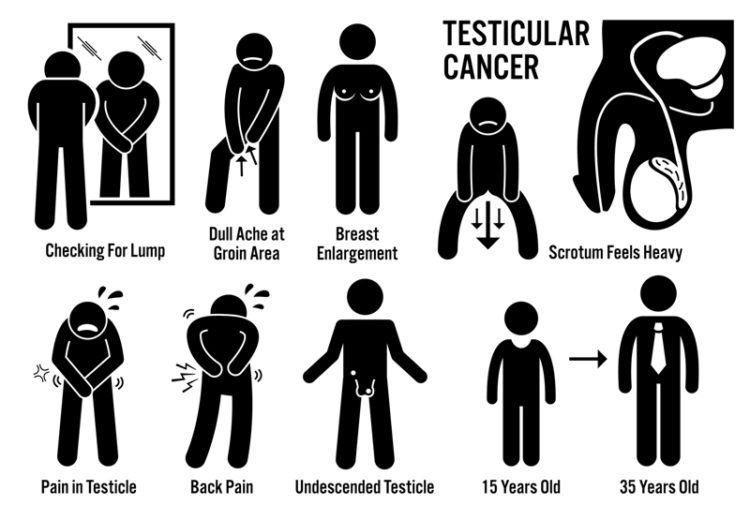 TESTICULAR
CANCER
Checking For Lump
Dull Ache at
Groin Area
Breast
Enlargement
Scrotum Feels Heavy
Pain in Testicle
Back Pain
Undescended Testicle
15 Years Old
35 Years Old